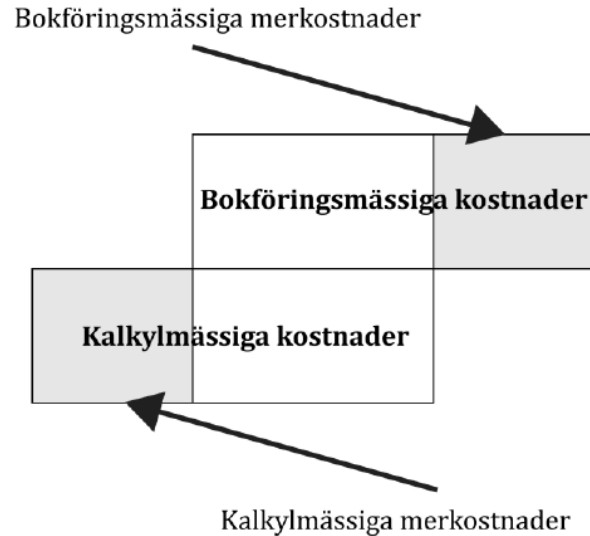 Bokföringsmässiga merkostnader
Bokföringsmässiga kostnader
Kalkylmässiga kostnader
Kalkylmässiga merkostnader